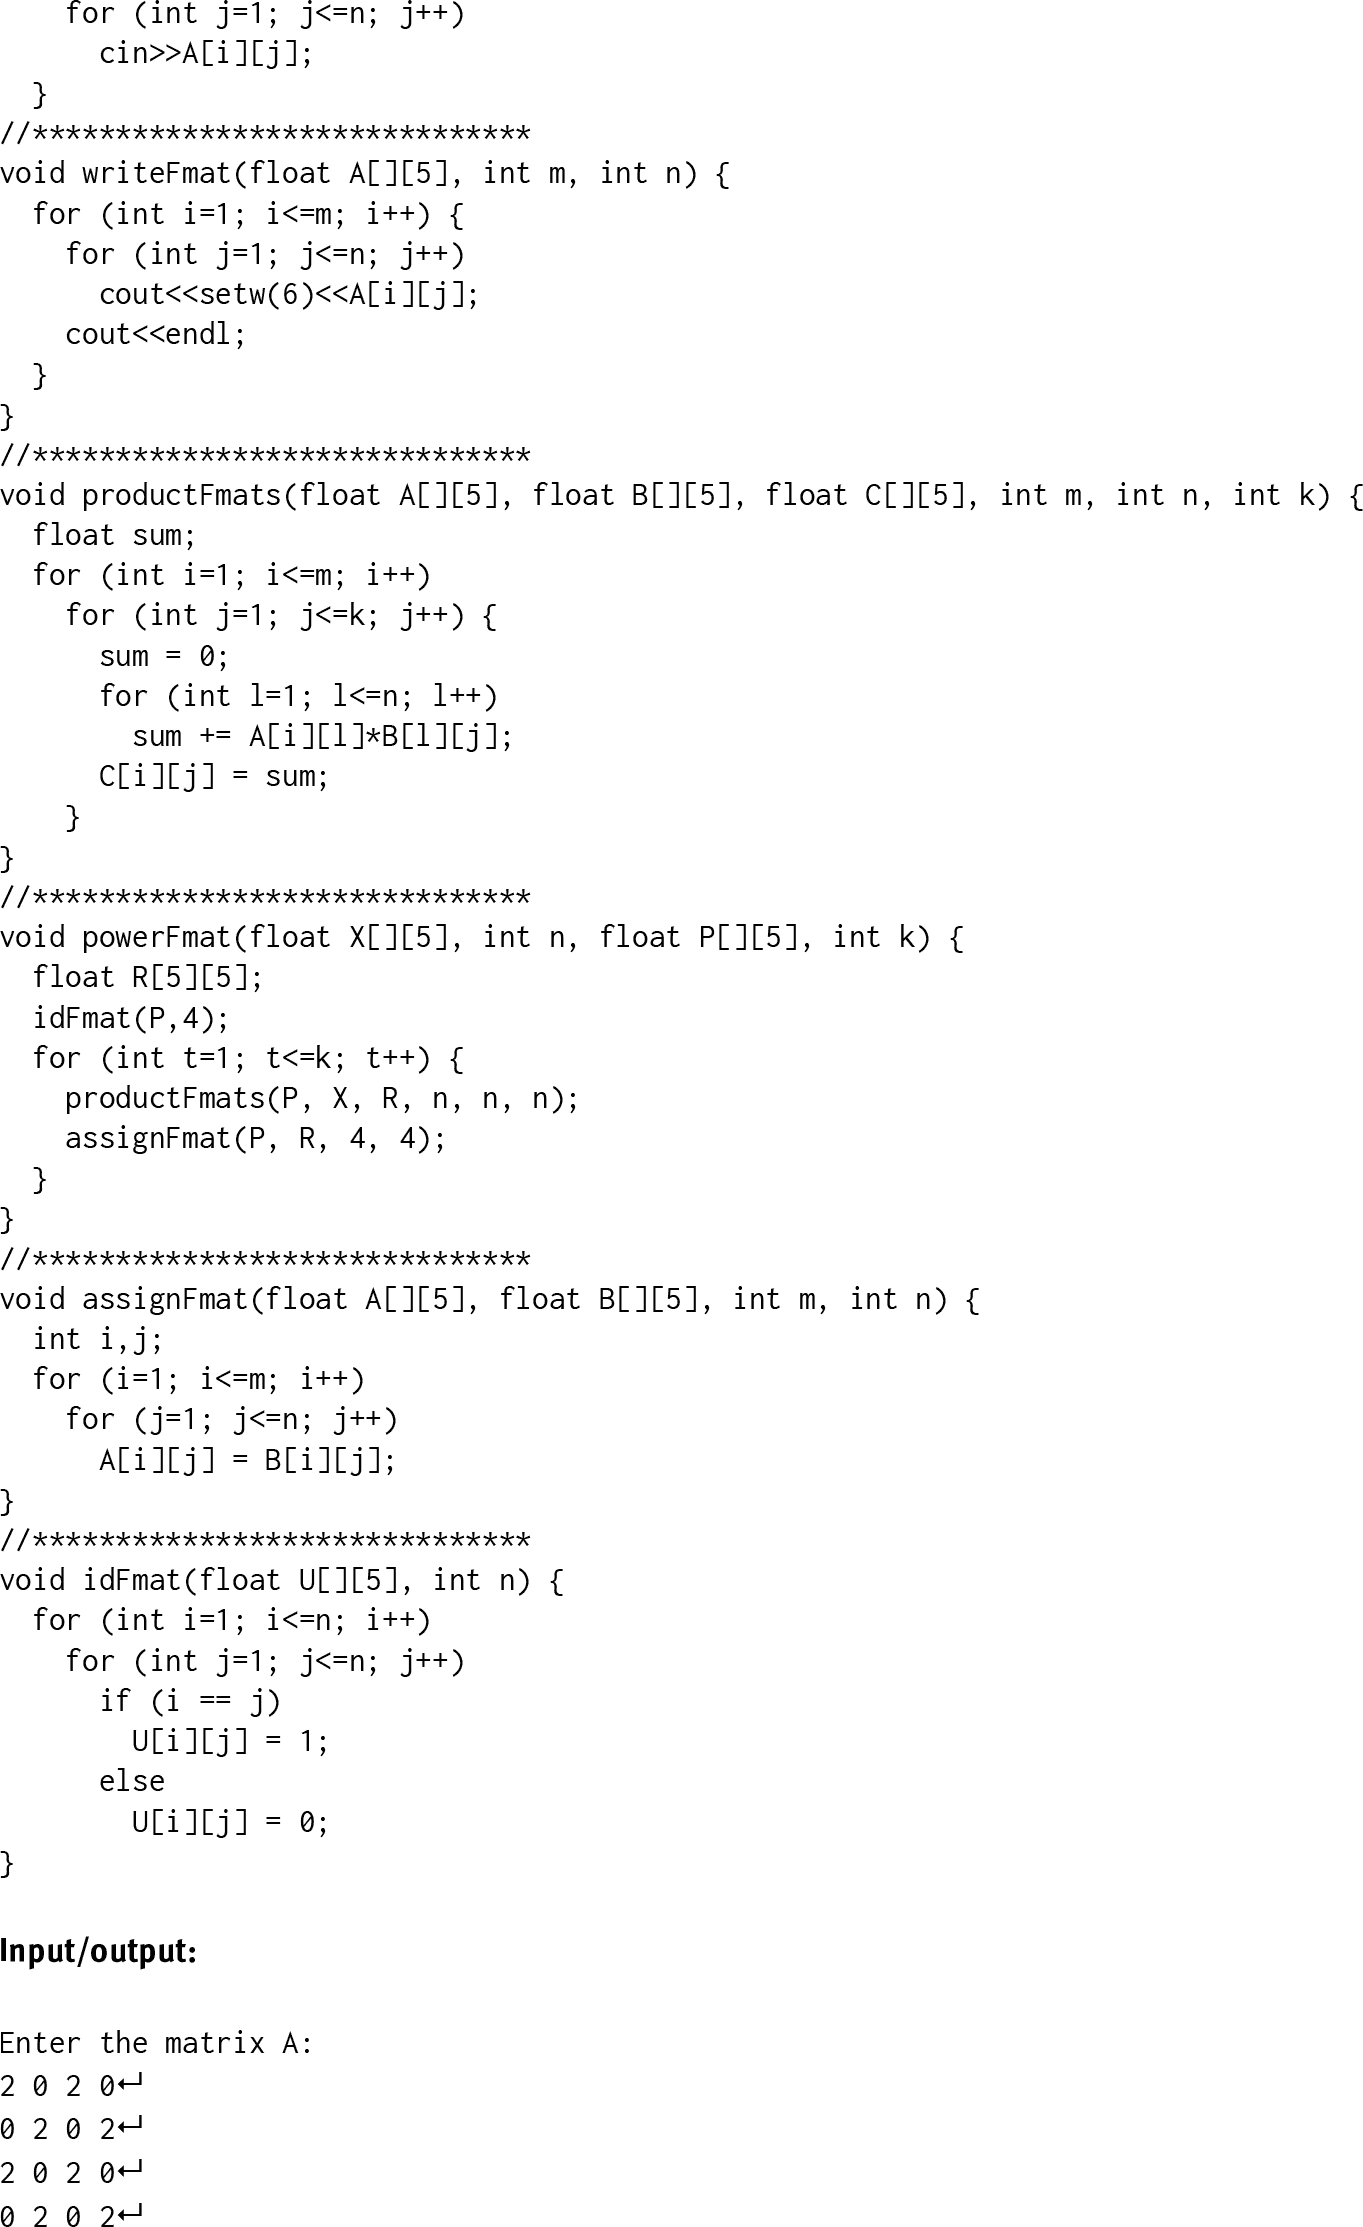 for (int j=1; j<=n; j++)
      cin>>A[i][j];
  }
//******************************
void writeFmat(float A[][5], int m, int n) {
  for (int i=1; i<=m; i++) {
    for (int j=1; j<=n; j++)
      cout<<setw(6)<<A[i][j];
    cout<<endl;
  }
}
//******************************
void productFmats(float A[][5], float B[][5], float C[][5], int m, int n, int k) {
  float sum;
  for (int i=1; i<=m; i++)
    for (int j=1; j<=k; j++) {
      sum = 0;
      for (int l=1; l<=n; l++)
        sum += A[i][l]*B[l][j];
      C[i][j] = sum;
    }
}
//******************************
void powerFmat(float X[][5], int n, float P[][5], int k) {
  float R[5][5];
  idFmat(P,4);
  for (int t=1; t<=k; t++) {
    productFmats(P, X, R, n, n, n);
    assignFmat(P, R, 4, 4);
  }
}
//******************************
void assignFmat(float A[][5], float B[][5], int m, int n) {
  int i,j;
  for (i=1; i<=m; i++)
    for (j=1; j<=n; j++)
      A[i][j] = B[i][j];
}
//******************************
void idFmat(float U[][5], int n) {
  for (int i=1; i<=n; i++)
    for (int j=1; j<=n; j++)
      if (i == j)
        U[i][j] = 1;
      else
        U[i][j] = 0;
}
Input/output:
Enter the matrix A:
2 0 2 0↵
0 2 0 2↵
2 0 2 0↵
0 2 0 2↵